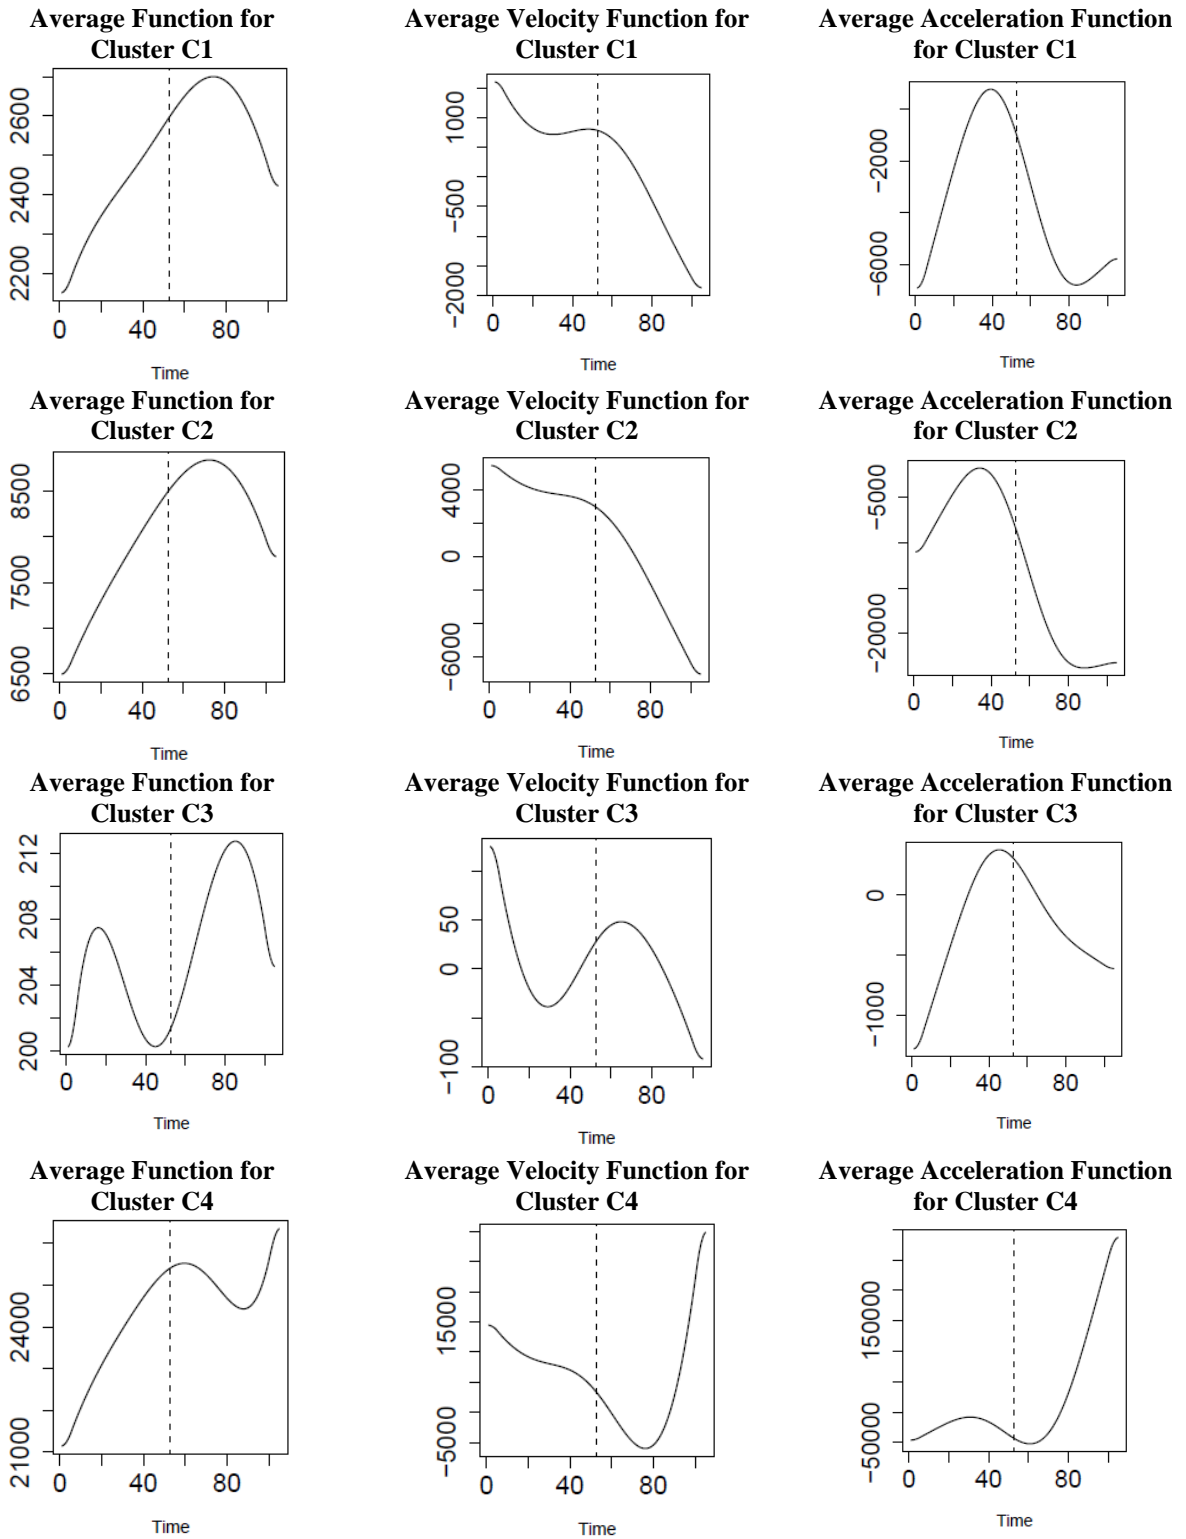 Average Function for
Cluster C1
Average Velocity Function for
Cluster C1
Average Acceleration Function
for Cluster C1
2600
2400
2200
0 40 80
Time
1000
-500
-2000
0 40 80
Time
-2000
-6000
0 40 80
Time
Average Function for
Cluster C2
Average Velocity Function for
Cluster C2
Average Acceleration Function
for Cluster C2
8500
7500
6500
0 40 80
Time
4000
0
-6000
0 40 80
Time
-5000
-20000
0 40 80
Time
Average Function for
Cluster C3
Average Velocity Function for
Cluster C3
Average Acceleration Function
for Cluster C3
212
208
204
200
0 40 80
Time
50
0
-100
0 40 80
Time
0
-1000
0 40 80
Time
Average Function for
Cluster C4
Average Velocity Function for
Cluster C4
Average Acceleration Function
for Cluster C4
24000
21000
0 40 80
Time
15000
-5000
0 40 80
Time
150000
-50000
0 40 80
Time